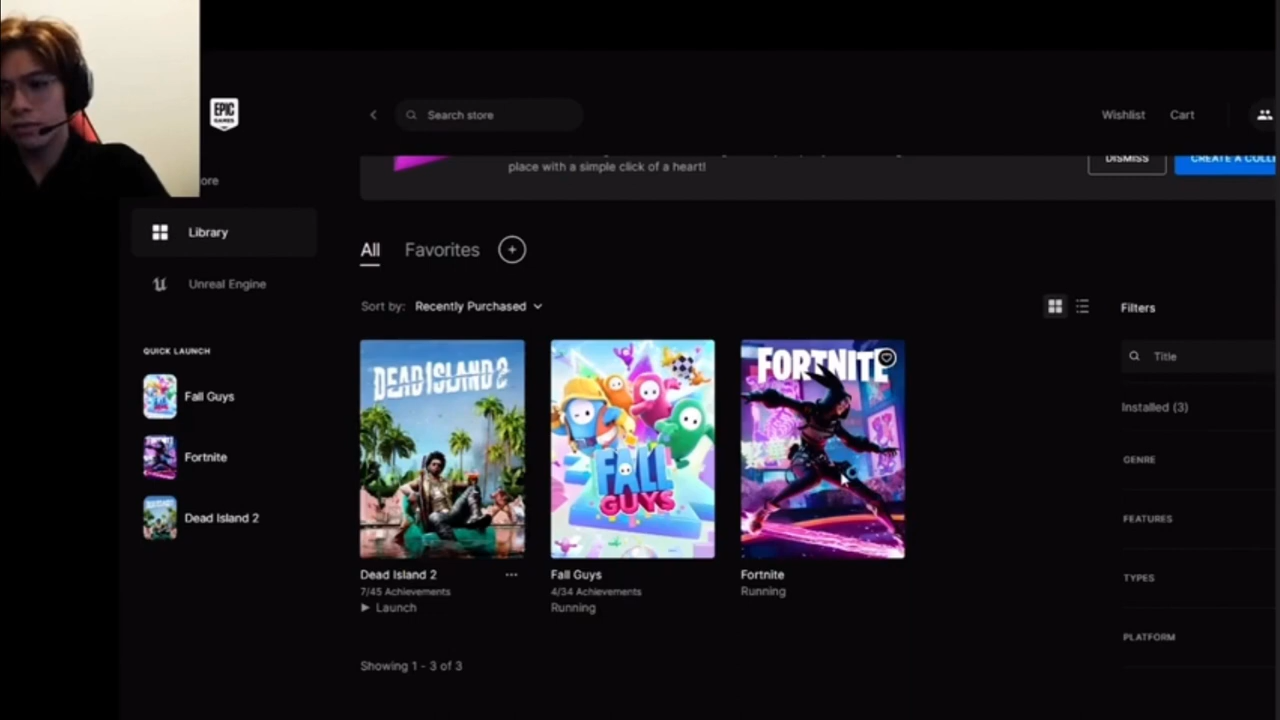 EPIC
GAMES
Search store
Wishlist
Cart
place with a simple click of a heart!
DISMISS
CREATE A COLL
ore
Library
All
Favorites
+
Unreal Engine
Sort by: Recently Purchased
Filters
QUICK LAUNCH
Title
Fall Guys
Fortnite
Dead Island 2
DEAD ISLAND 2
FALL
GUYS
FORTNITE
Installed (3)
GENRE
FEATURES
TYPES
PLATFORM
Dead Island 2
...
7/45 Achievements
Launch
Fall Guys
4/34 Achievements
Running
Fortnite
Running
Showing 1 - 3 of 3